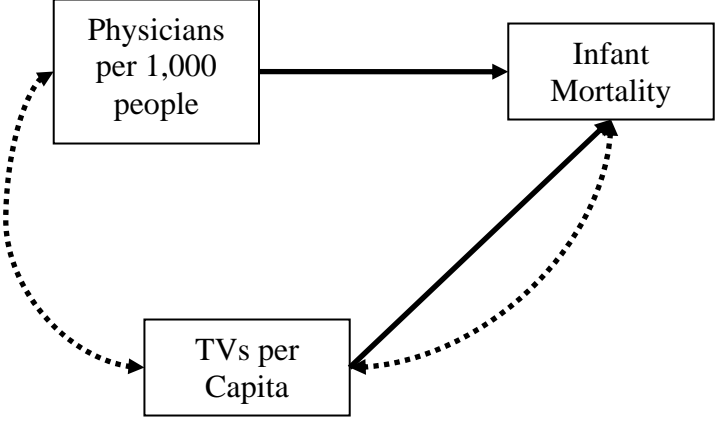 Physicians
per 1,000
people
Infant
Mortality
TVs per
Capita